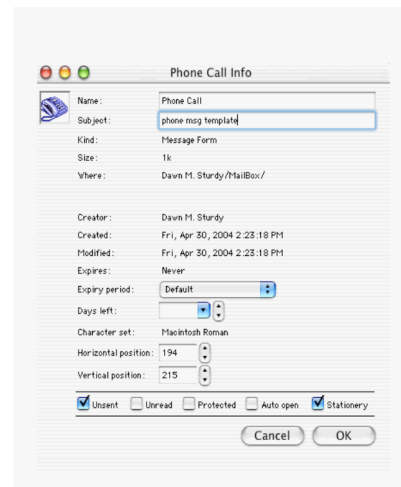 Phone Call Info
Name: Phone Call
Subject: phone msg template
Kind: Message Form
Size: 1k
Where: Dawn M. Sturdy/MailBox/
Creator: Dawn M. Sturdy
Created: Fri, Apr 30, 2004 2:23:18 PM
Modified: Fri, Apr 30, 2004 2:23:18 PM
Expires: Never
Expiry period: Default
Days left:
Character set: Macintosh Roman
Horizontal position: 194
Vertical position: 215
Unsent Unread Protected Auto open Stationery
Cancel OK